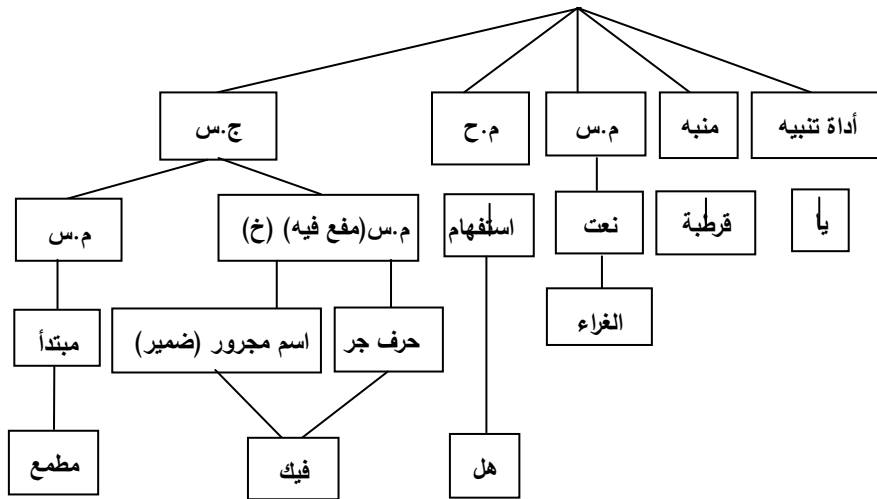 أداة تنبيه
منبه
م.س
م.ح
ج.س
يا
قرطبة
نعت
استفهام
م.س(مفع فيه) (خ)
م.س
الغراء
حرف جر
اسم مجرور (ضمير)
مبتدأ
هل
فيك
مطمع